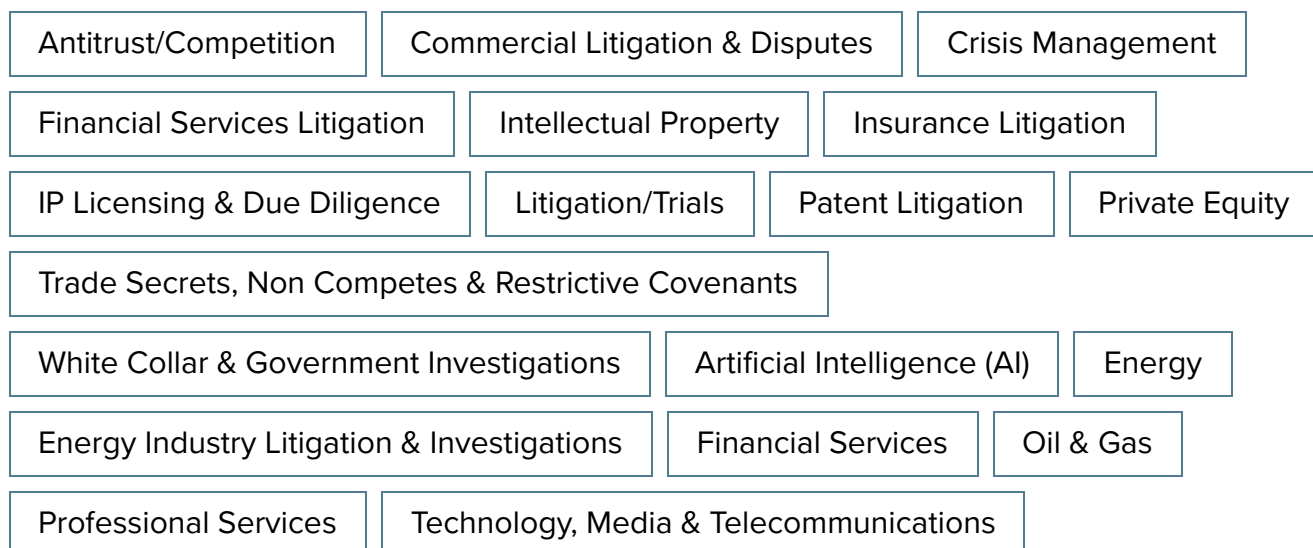 Antitrust/Competition Commercial Litigation & Disputes Crisis Management
Financial Services Litigation Intellectual Property Insurance Litigation
IP Licensing & Due Diligence Litigation/Trials Patent Litigation Private Equity
Trade Secrets, Non Competes & Restrictive Covenants
White Collar & Government Investigations Artificial Intelligence (AI) Energy
Energy Industry Litigation & Investigations Financial Services Oil & Gas
Professional Services Technology, Media & Telecommunications